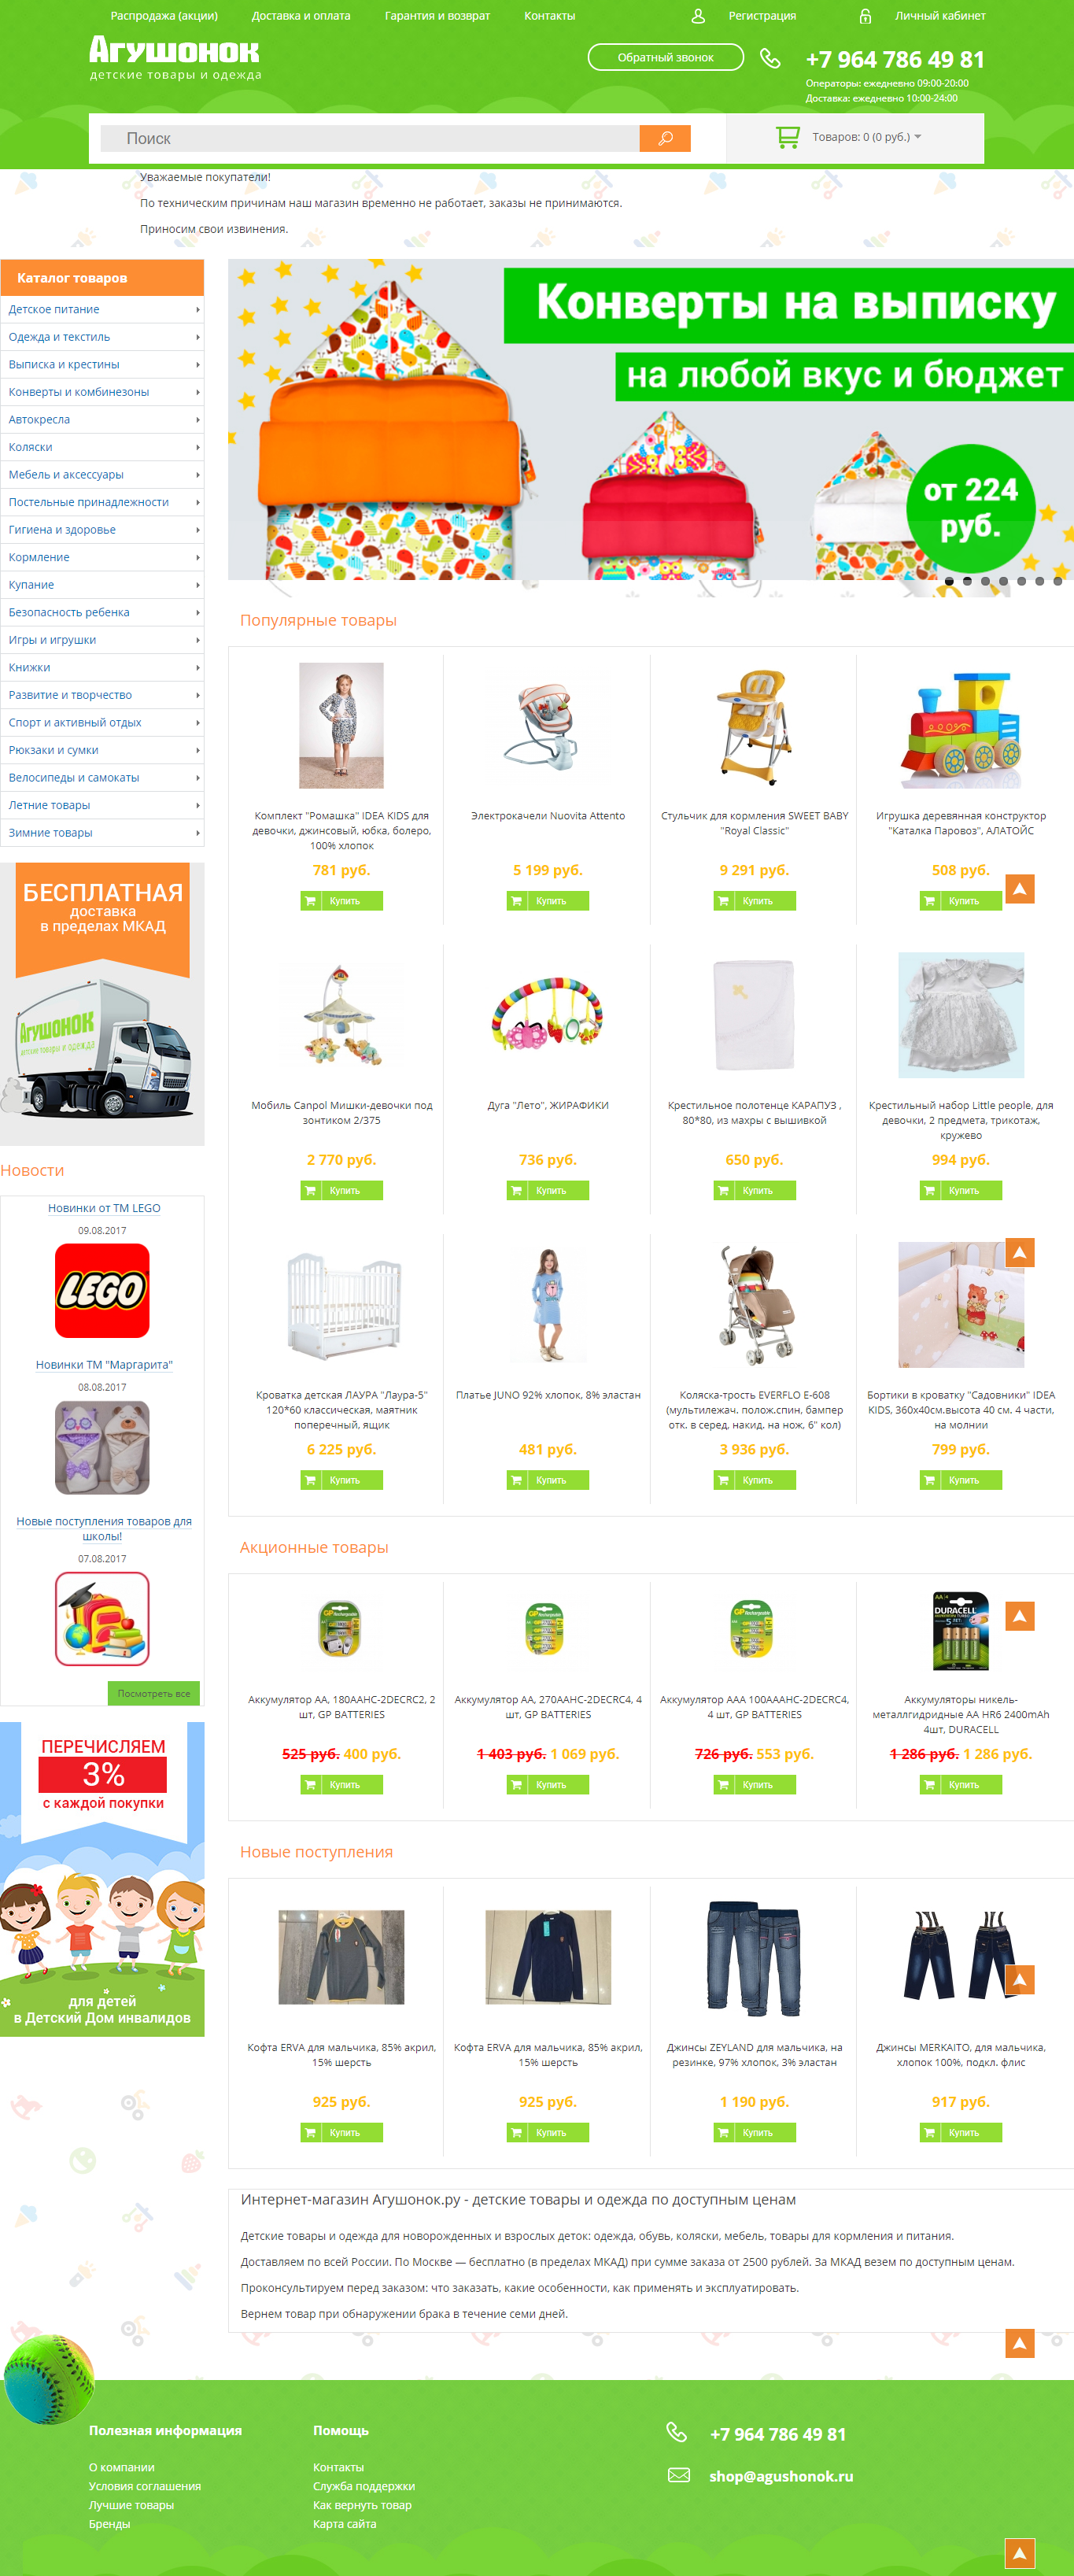 Распродажа (акции) Доставка и оплата Гарантия и возврат Контакты Регистрация Личный кабинет
Агушонок
детские товары и одежда
Обратный звонок
+7 964 786 49 81
Операторы: ежедневно 09:00-20:00
Доставка: ежедневно 10:00-24:00
Поиск
Товаров: 0 (0 руб.)
Уважаемые покупатели!
По техническим причинам наш магазин временно не работает, заказы не принимаются.
Приносим свои извинения.
Каталог товаров
Детское питание
Одежда и текстиль
Выписка и крестины
Конверты и комбинезоны
Автокресла
Коляски
Мебель и аксессуары
Постельные принадлежности
Гигиена и здоровье
Кормление
Купание
Безопасность ребенка
Игры и игрушки
Книжки
Развитие и творчество
Спорт и активный отдых
Рюкзаки и сумки
Велосипеды и самокаты
Летние товары
Зимние товары
БЕСПЛАТНАЯ
доставка
в пределах МКАД
Агушонок
детские товары и одежда
Новости
Новинки от ТМ LEGO
09.08.2017
LEGO
Новинки ТМ "Маргарита"
08.08.2017
Новые поступления товаров для
школы!
07.08.2017
Посмотреть все
ПЕРЕЧИСЛЯЕМ
3%
с каждой покупки
для детей
в Детский Дом инвалидов
Конверты на выписку
на любой вкус и бюджет
от 224
руб.
Популярные товары
Комплект "Ромашка" IDEA KIDS для
девочки, джинсовый, юбка, болеро,
100% хлопок
781 руб.
Купить
Электрокачели Nuovita Attento
5 199 руб.
Купить
Стульчик для кормления SWEET BABY
"Royal Classic"
9 291 руб.
Купить
Игрушка деревянная конструктор
"Каталка Паровоз", АЛАТОЙС
508 руб.
Купить
Мобиль Canpol Мишки-девочки под
зонтиком 2/375
2 770 руб.
Купить
Дуга "Лето", ЖИРАФИКИ
736 руб.
Купить
Крестильное полотенце КАРАПУЗ ,
80*80, из махры с вышивкой
650 руб.
Купить
Крестильный набор Little people, для
девочки, 2 предмета, трикотаж,
кружево
994 руб.
Купить
Кроватка детская ЛАУРА "Лаура-5"
120*60 классическая, маятник
поперечный, ящик
6 225 руб.
Купить
Платье JUNO 92% хлопок, 8% эластан
481 руб.
Купить
Коляска-трость EVERFLO E-608
(мультилежач. полож.спин, бампер
отк. в серед, накид. на нож, 6" кол)
3 936 руб.
Купить
Бортики в кроватку "Садовники" IDEA
KIDS, 360х40см.высота 40 см. 4 части,
на молнии
799 руб.
Купить
Акционные товары
Аккумулятор АА, 180AAHC-2DECRC2, 2
шт, GP BATTERIES
525 руб. 400 руб.
Купить
Аккумулятор АА, 270AAHC-2DECRC4, 4
шт, GP BATTERIES
1 403 руб. 1 069 руб.
Купить
Аккумулятор ААА 100AAAHC-2DECRC4,
4 шт, GP BATTERIES
726 руб. 553 руб.
Купить
DURACELL
Аккумуляторы никель-
металлгидридные АА HR6 2400mAh
4шт, DURACELL
1 286 руб. 1 286 руб.
Купить
Новые поступления
Кофта ERVA для мальчика, 85% акрил,
15% шерсть
925 руб.
Купить
Кофта ERVA для мальчика, 85% акрил,
15% шерсть
925 руб.
Купить
Джинсы ZEYLAND для мальчика, на
резинке, 97% хлопок, 3% эластан
1 190 руб.
Купить
Джинсы MERKAITO, для мальчика,
хлопок 100%, подкл. флис
917 руб.
Купить
Интернет-магазин Агушонок.ру - детские товары и одежда по доступным ценам
Детские товары и одежда для новорожденных и взрослых деток: одежда, обувь, коляски, мебель, товары для кормления и питания.
Доставляем по всей России. По Москве — бесплатно (в пределах МКАД) при сумме заказа от 2500 рублей. За МКАД везем по доступным ценам.
Проконсультируем перед заказом: что заказать, какие особенности, как применять и эксплуатировать.
Вернем товар при обнаружении брака в течение семи дней.
Полезная информация
О компании
Условия соглашения
Лучшие товары
Бренды
Помощь
Контакты
Служба поддержки
Как вернуть товар
Карта сайта
+7 964 786 49 81
shop@agushonok.ru